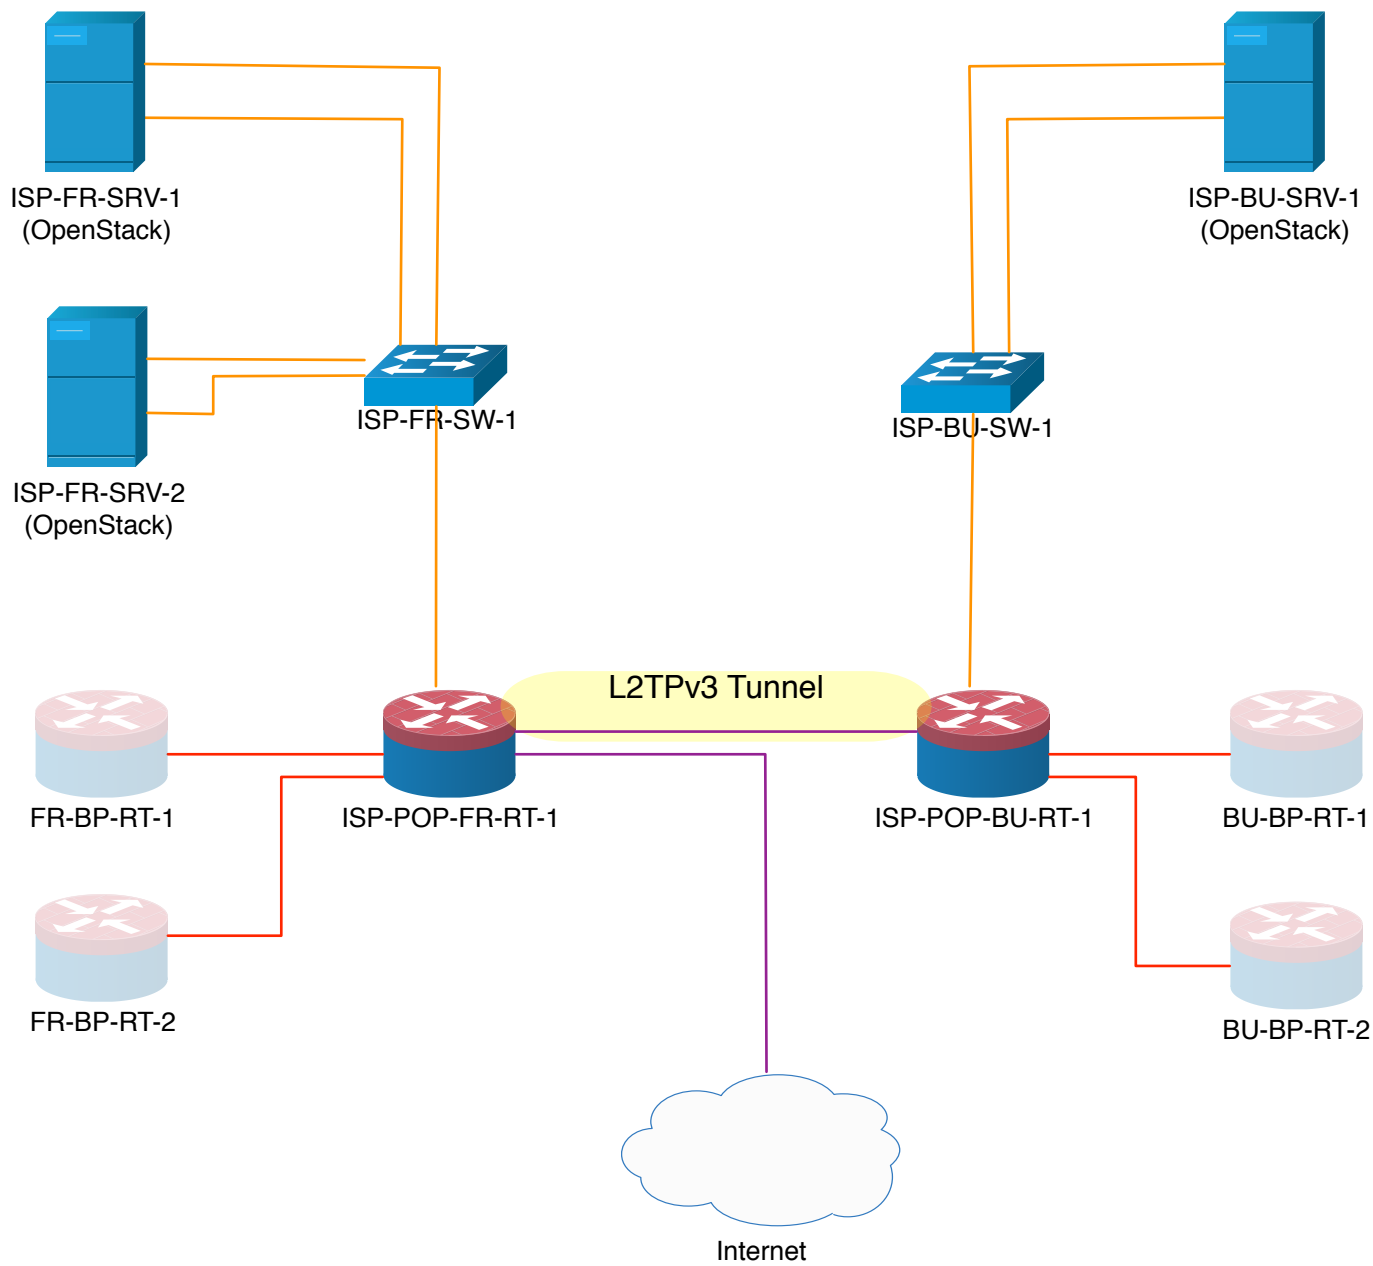 ISP-FR-SRV-1
(OpenStack)
ISP-BU-SRV-1
(OpenStack)
ISP-FR-SW-1
ISP-BU-SW-1
ISP-FR-SRV-2
(OpenStack)
L2TPv3 Tunnel
FR-BP-RT-1
ISP-POP-FR-RT-1
ISP-POP-BU-RT-1
BU-BP-RT-1
FR-BP-RT-2
BU-BP-RT-2
Internet